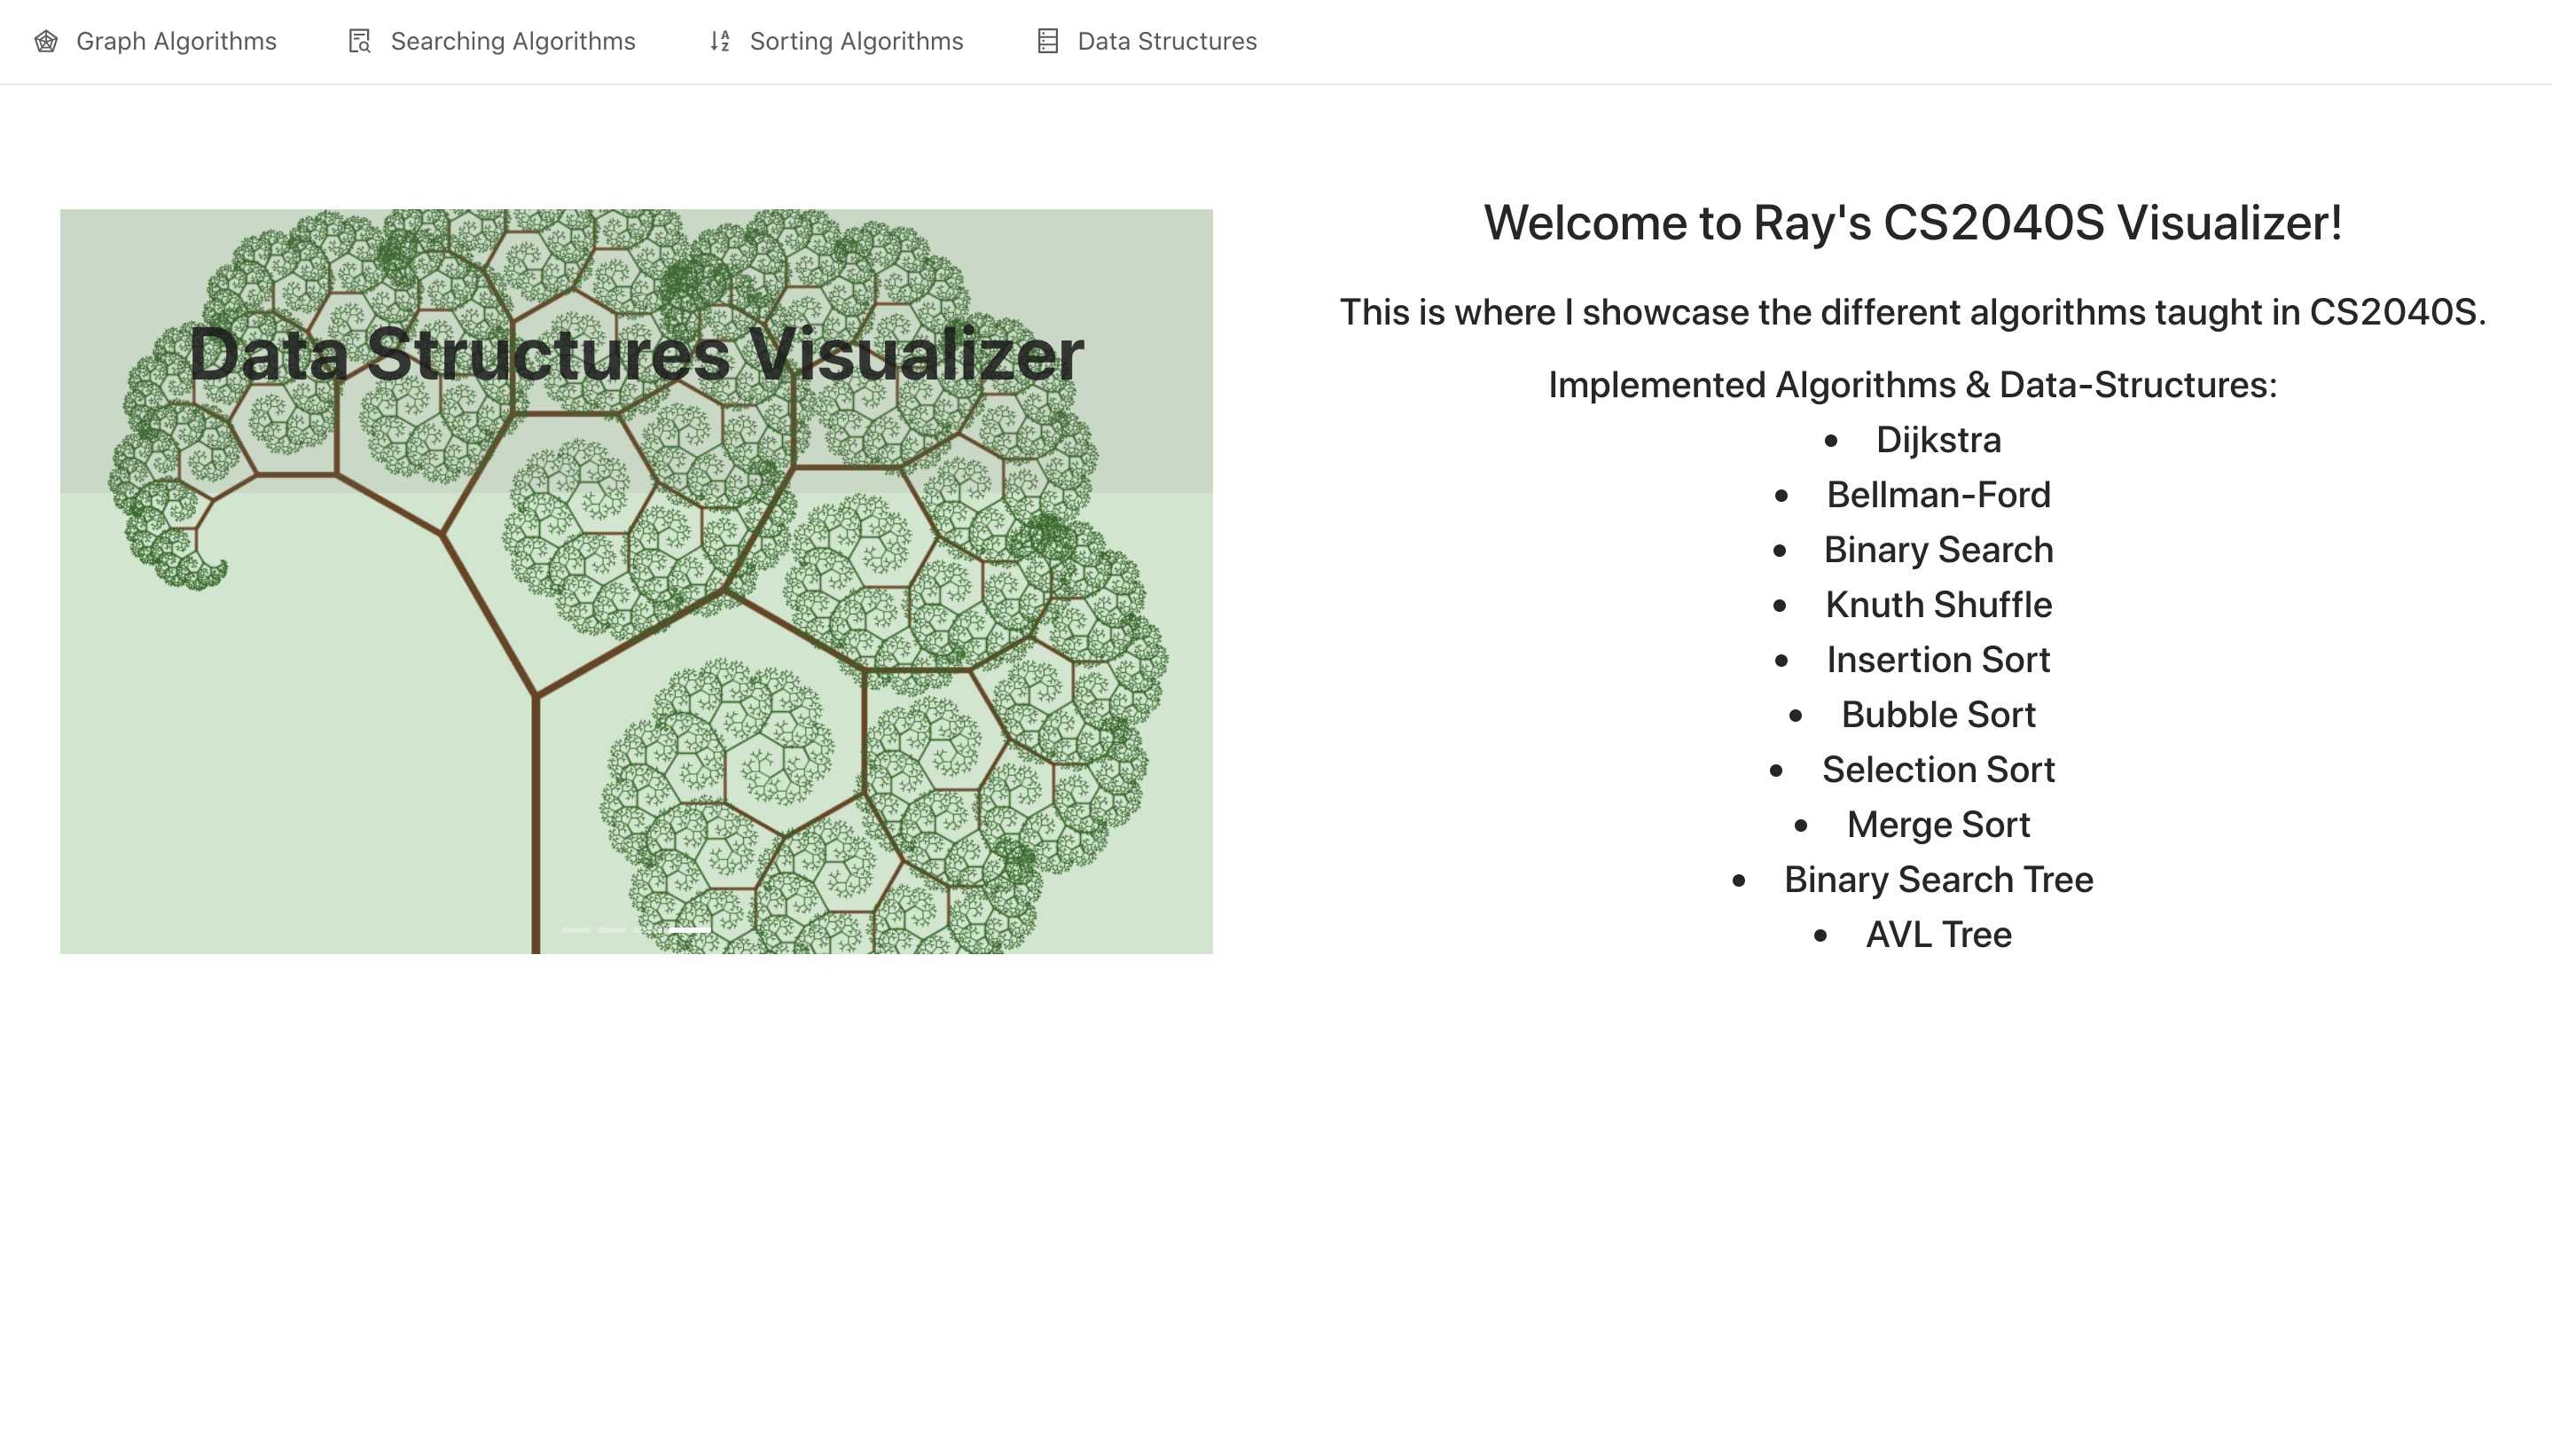 Graph Algorithms
Searching Algorithms
Sorting Algorithms
Data Structures
Data Structures Visualizer
Welcome to Ray's CS2040S Visualizer!
This is where I showcase the different algorithms taught in CS2040S.
Implemented Algorithms & Data-Structures:
• Dijkstra
• Bellman-Ford
• Binary Search
• Knuth Shuffle
• Insertion Sort
• Bubble Sort
• Selection Sort
• Merge Sort
• Binary Search Tree
• AVL Tree